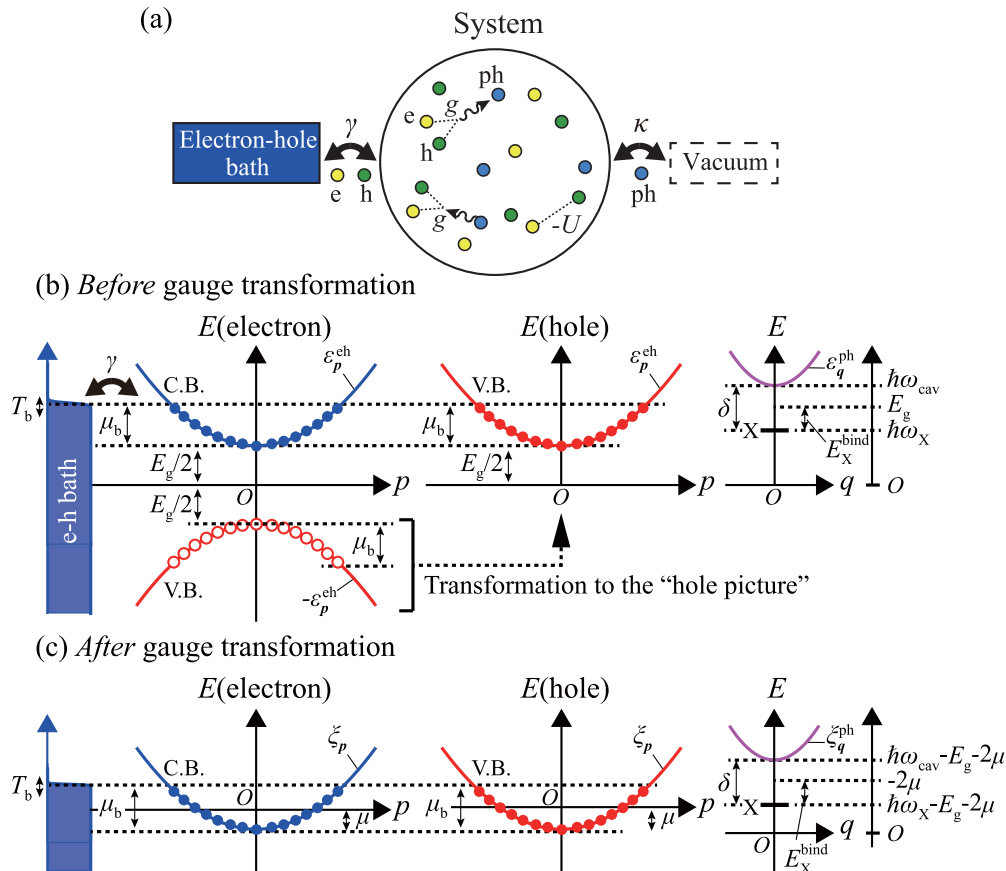 (a)
System
Electron-hole
bath
γ
e h
e
h
g
ph
g
-U
κ
ph
Vacuum
(b) Before gauge transformation
E(electron)
E(hole)
E
γ
T_b
e-h bath
C.B.
ε_p^eh
μ_b
E_g/2
E_g/2
O
p
μ_b
V.B.
-ε_p^eh
V.B.
ε_p^eh
μ_b
E_g/2
O
p
Transformation to the “hole picture”
ε_q^ph
δ
X
E_X^bind
O
q
ħω_cav
E_g
ħω_X
O
(c) After gauge transformation
E(electron)
E(hole)
E
T_b
C.B.
ξ_p
μ_b
O
μ
p
V.B.
ξ_p
μ_b
O
μ
p
ξ_q^ph
δ
X
E_X^bind
O
q
ħω_cav-E_g-2μ
-2μ
ħω_X-E_g-2μ
O